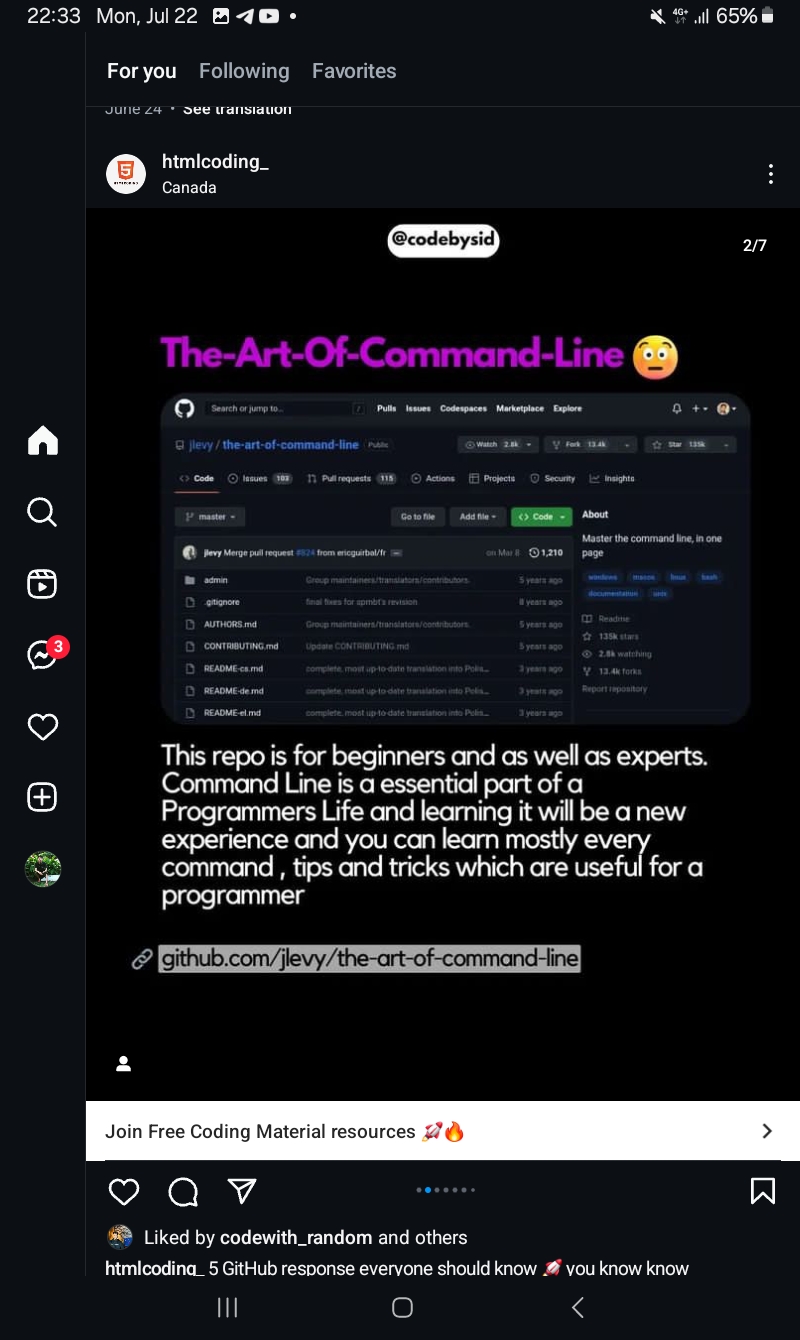 22:33 Mon, Jul 22
4G+ 65%
For you Following Favorites
June 24 • See translation
htmlcoding_
Canada
@codebysid
2/7
The-Art-Of-Command-Line 😳
Search or jump to... / Pulls Issues Codespaces Marketplace Explore
jlevy / the-art-of-command-line Public Watch 2.8k Fork 13.4k Star 135k
<> Code Issues 103 Pull requests 115 Actions Projects Security Insights
master Go to file Add file <> Code About
Master the command line, in one
page
jlevy Merge pull request #824 from ericguirbal/fr ... on Mar 8 1,210
windows macos linux bash
documentation unix
admin Group maintainers/translators/contributors. 5 years ago
.gitignore final fixes for spmbt's revision 8 years ago
AUTHORS.md Group maintainers/translators/contributors. 5 years ago
CONTRIBUTING.md Update CONTRIBUTING.md 5 years ago
README-cs.md complete, most up-to-date translation into Polis... 3 years ago
README-de.md complete, most up-to-date translation into Polis... 3 years ago
README-el.md complete, most up-to-date translation into Polis... 3 years ago
Readme
135k stars
2.8k watching
13.4k forks
Report repository
3
This repo is for beginners and as well as experts.
Command Line is a essential part of a
Programmers Life and learning it will be a new
experience and you can learn mostly every
command , tips and tricks which are useful for a
programmer
🔗 github.com/jlevy/the-art-of-command-line
Join Free Coding Material resources 🚀🔥
Liked by codewith_random and others
htmlcoding_ 5 GitHub response everyone should know 🚀 you know know